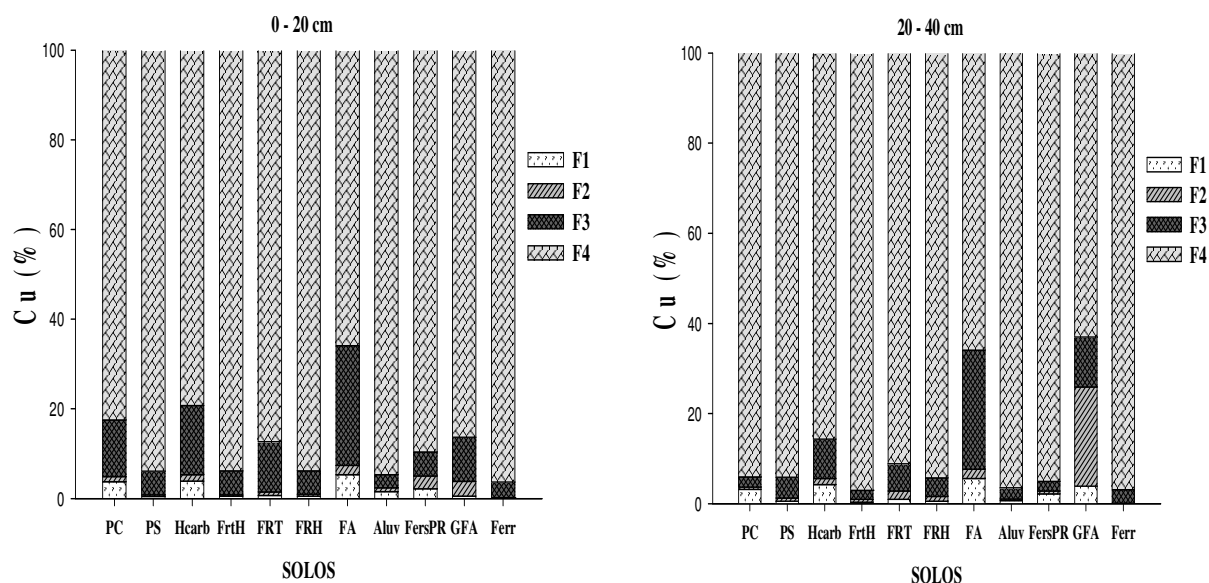 0 - 20 cm
100
80
60
40
20
0
Cu (%)
PC PS Hcarb FrtH FRT FRH FA Aluv FersPR GFA Ferr
SOLOS
F1
F2
F3
F4
20 - 40 cm
100
80
60
40
20
0
Cu (%)
PC PS Hcarb FrtH FRT FRH FA Aluv FersPR GFA Ferr
SOLOS
F1
F2
F3
F4